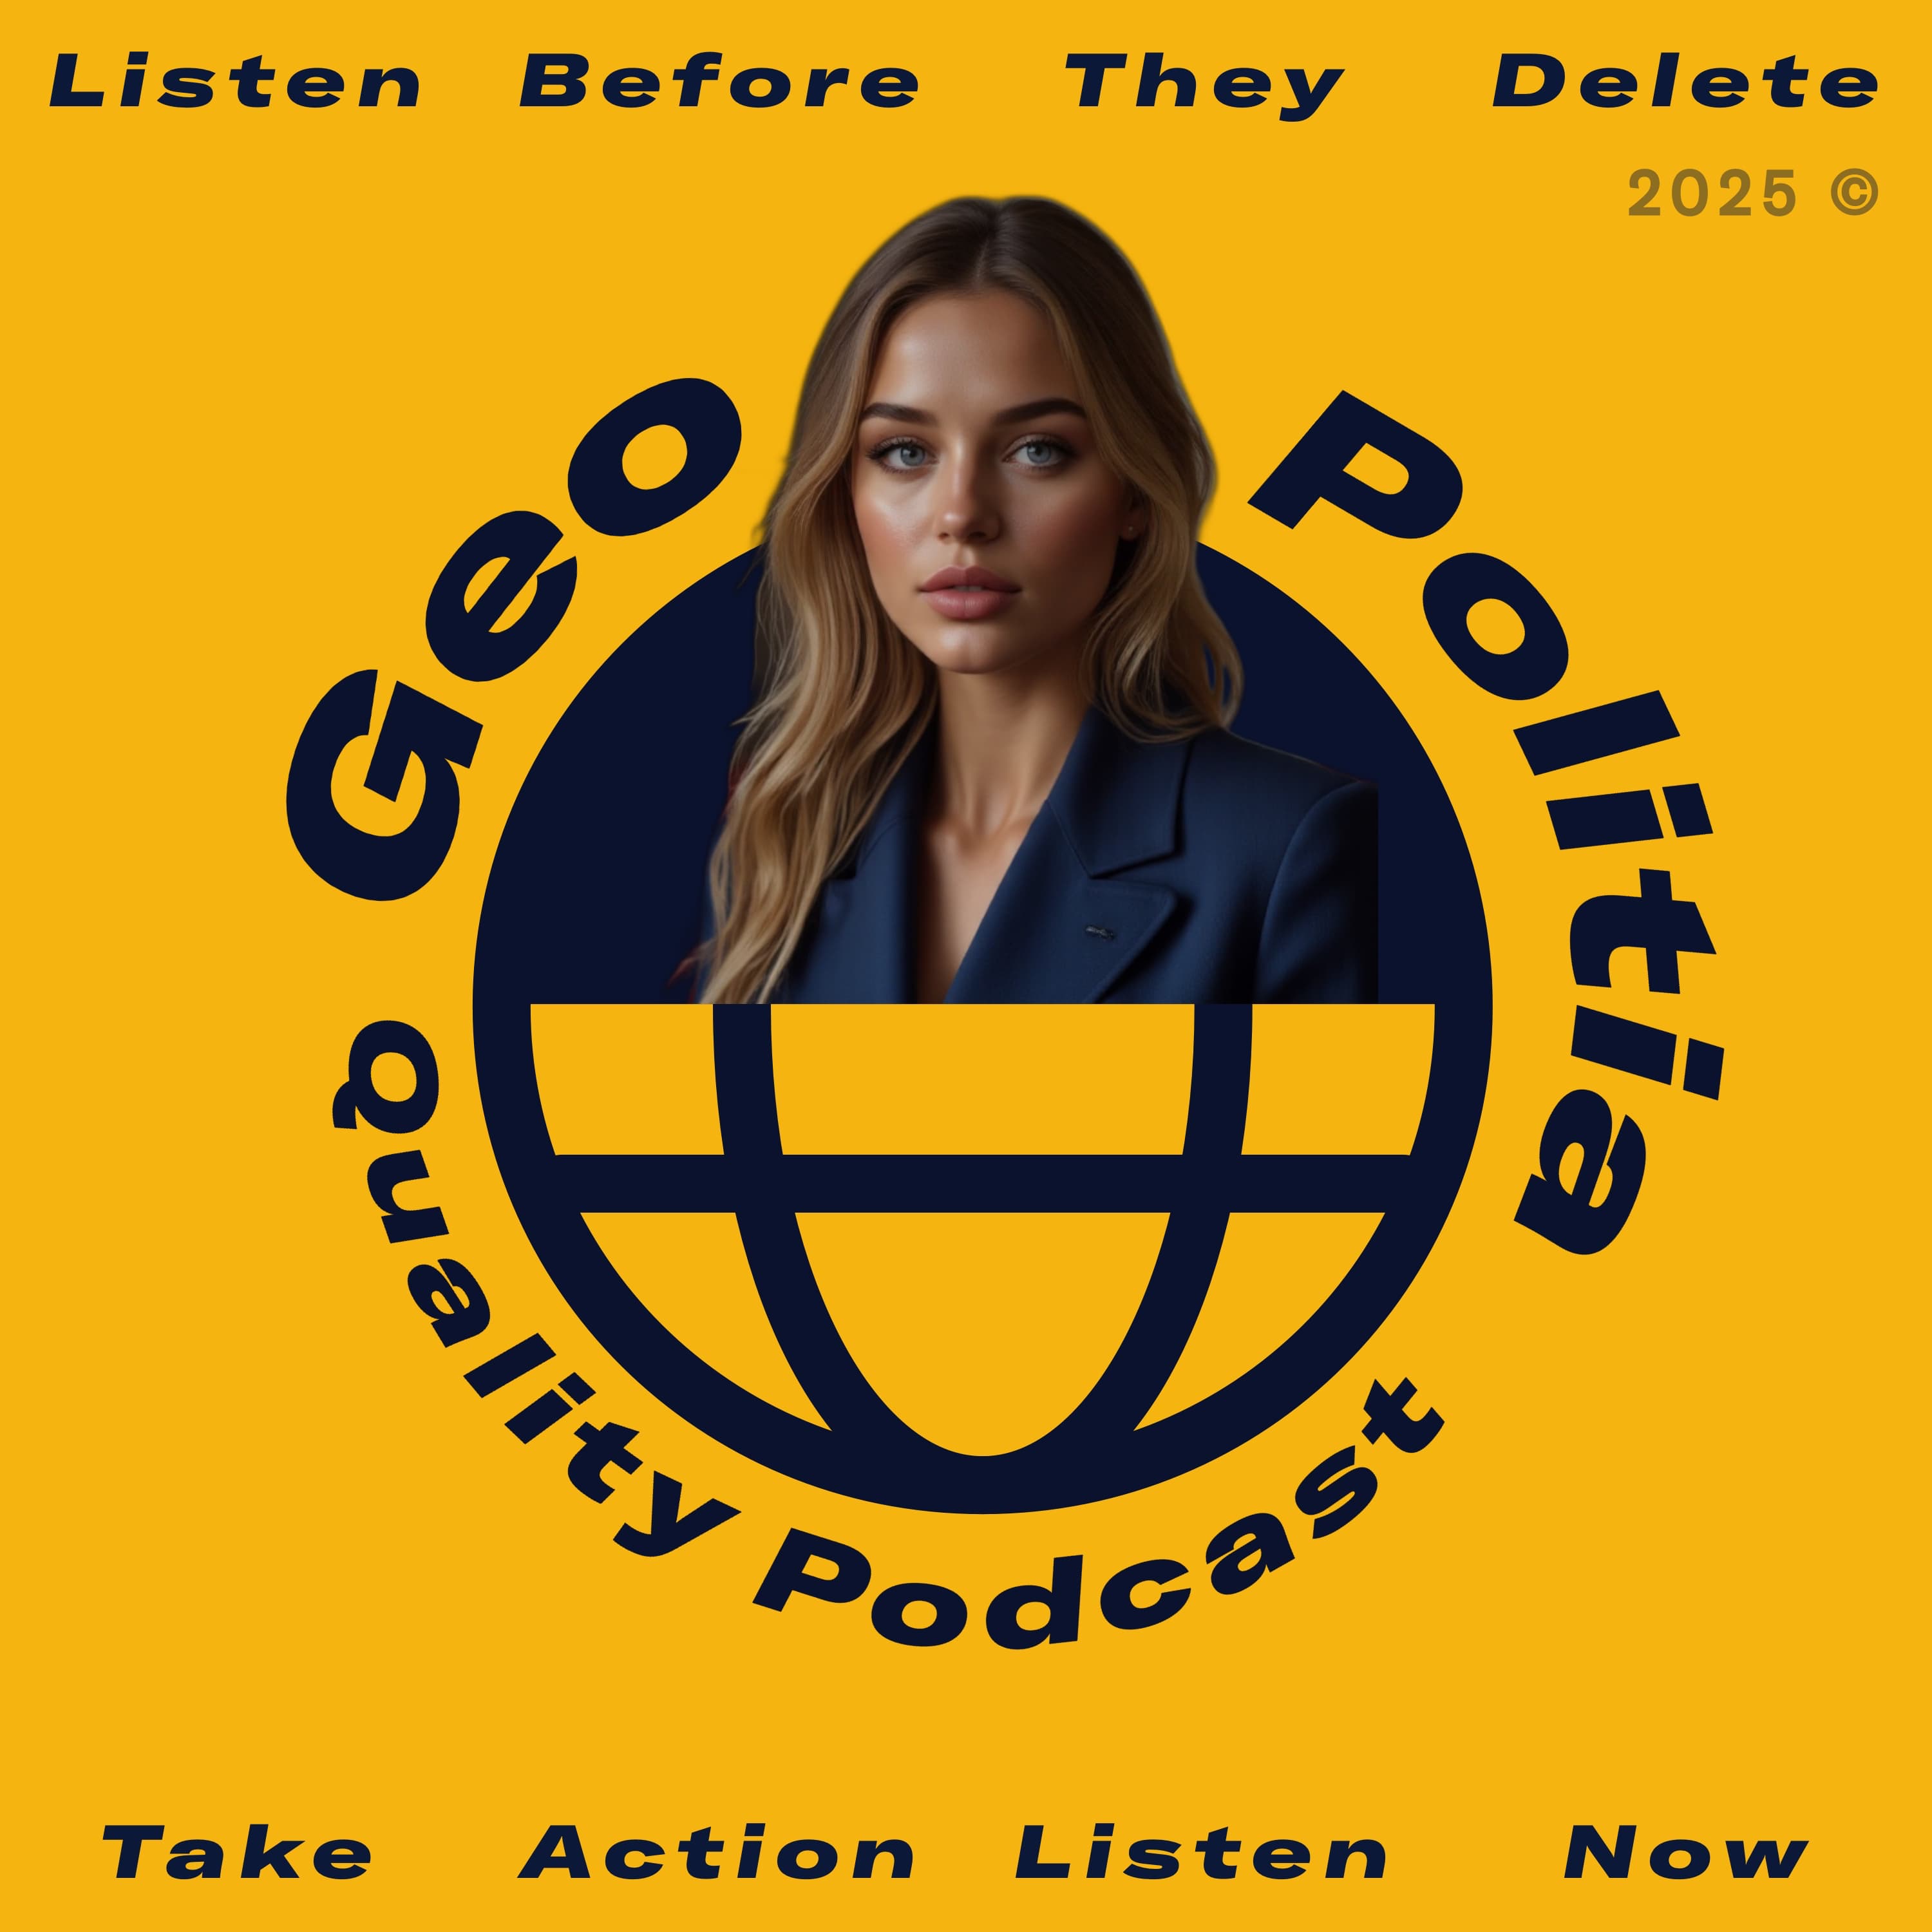 Listen Before They Delete
2025 ©
Geo Politia
Quality Podcast
Take Action Listen Now